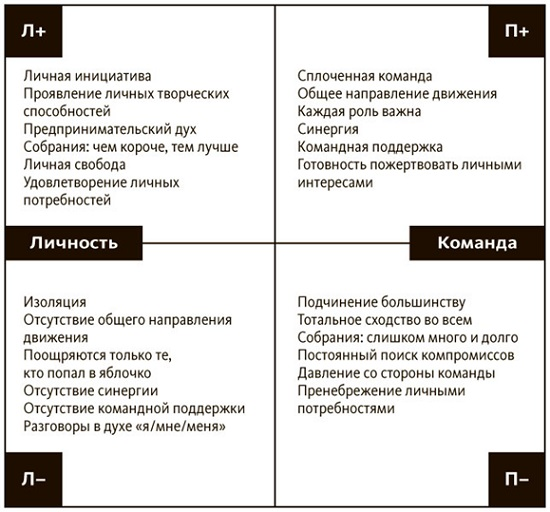 Л+
П+
Личная инициатива
Проявление личных творческих
способностей
Предпринимательский дух
Собрания: чем короче, тем лучше
Личная свобода
Удовлетворение личных
потребностей
Сплоченная команда
Общее направление движения
Каждая роль важна
Синергия
Командная поддержка
Готовность пожертвовать личными
интересами
Личность
Команда
Изоляция
Отсутствие общего направления
движения
Поощряются только те,
кто попал в яблочко
Отсутствие синергии
Отсутствие командной поддержки
Разговоры в духе «я/мне/меня»
Подчинение большинству
Тотальное сходство во всем
Собрания: слишком много и долго
Постоянный поиск компромиссов
Давление со стороны команды
Пренебрежение личными
потребностями
Л–
П–